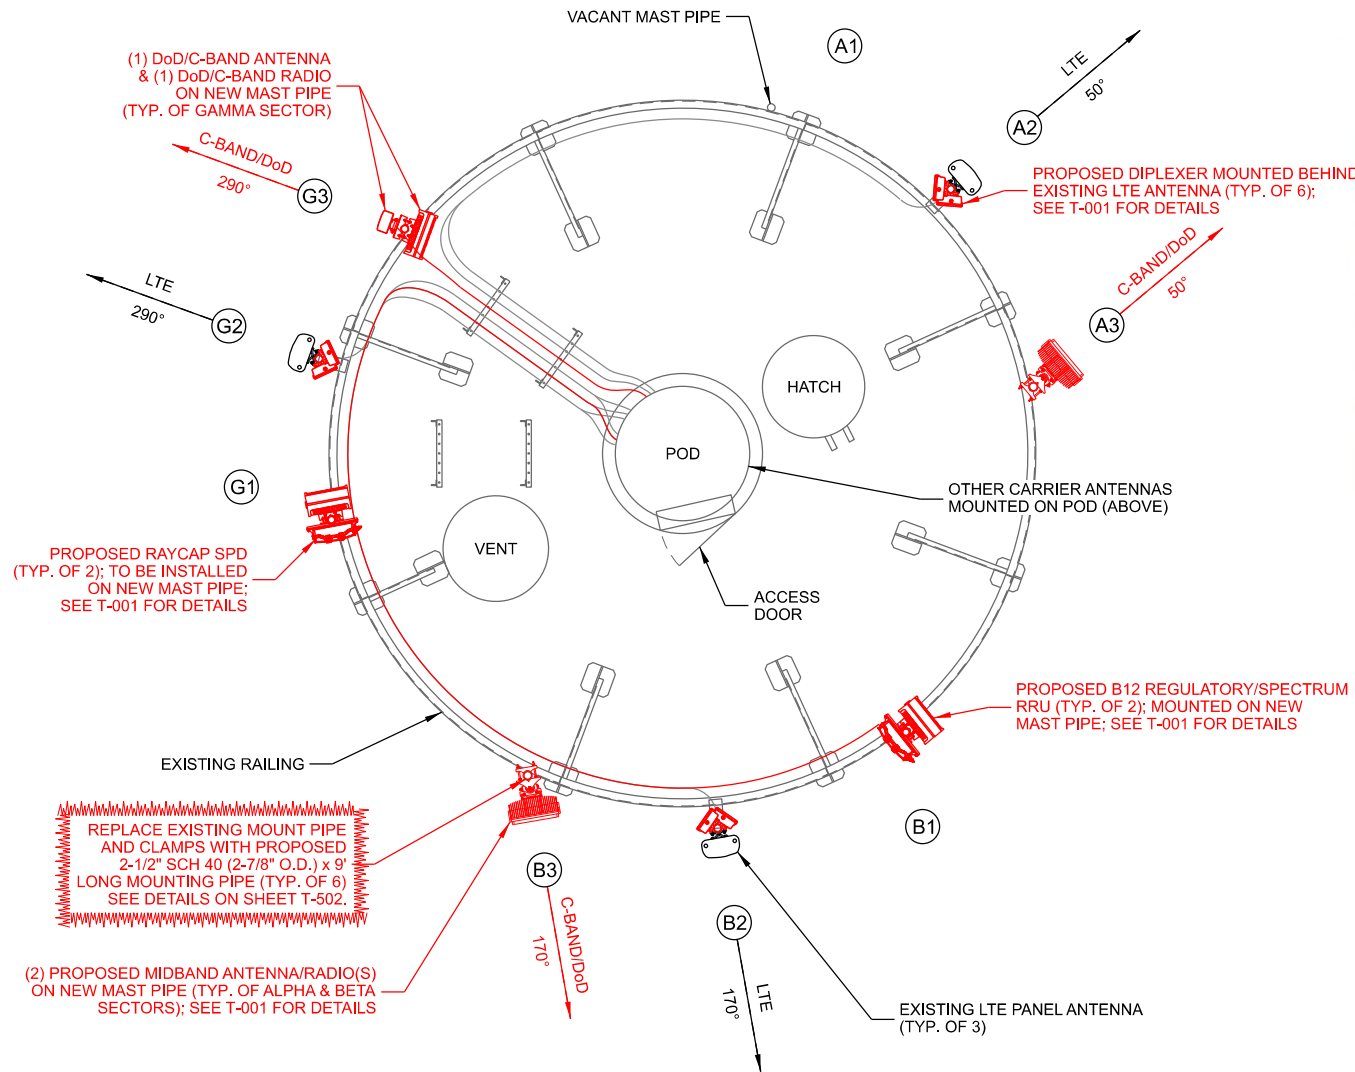 VACANT MAST PIPE
A1
LTE
50°
A2
(1) DoD/C-BAND ANTENNA
& (1) DoD/C-BAND RADIO
ON NEW MAST PIPE
(TYP. OF GAMMA SECTOR)
C-BAND/DoD
290°
G3
PROPOSED DIPLEXER MOUNTED BEHIND
EXISTING LTE ANTENNA (TYP. OF 6);
SEE T-001 FOR DETAILS
C-BAND/DoD
50°
A3
LTE
290°
G2
HATCH
POD
G1
OTHER CARRIER ANTENNAS
MOUNTED ON POD (ABOVE)
VENT
PROPOSED RAYCAP SPD
(TYP. OF 2); TO BE INSTALLED
ON NEW MAST PIPE;
SEE T-001 FOR DETAILS
ACCESS
DOOR
PROPOSED B12 REGULATORY/SPECTRUM
RRU (TYP. OF 2); MOUNTED ON NEW
MAST PIPE; SEE T-001 FOR DETAILS
EXISTING RAILING
B1
REPLACE EXISTING MOUNT PIPE
AND CLAMPS WITH PROPOSED
2-1/2" SCH 40 (2-7/8" O.D.) x 9'
LONG MOUNTING PIPE (TYP. OF 6)
SEE DETAILS ON SHEET T-502.
B3
C-BAND/DoD
170°
B2
LTE
170°
(2) PROPOSED MIDBAND ANTENNA/RADIO(S)
ON NEW MAST PIPE (TYP. OF ALPHA & BETA
SECTORS); SEE T-001 FOR DETAILS
EXISTING LTE PANEL ANTENNA
(TYP. OF 3)